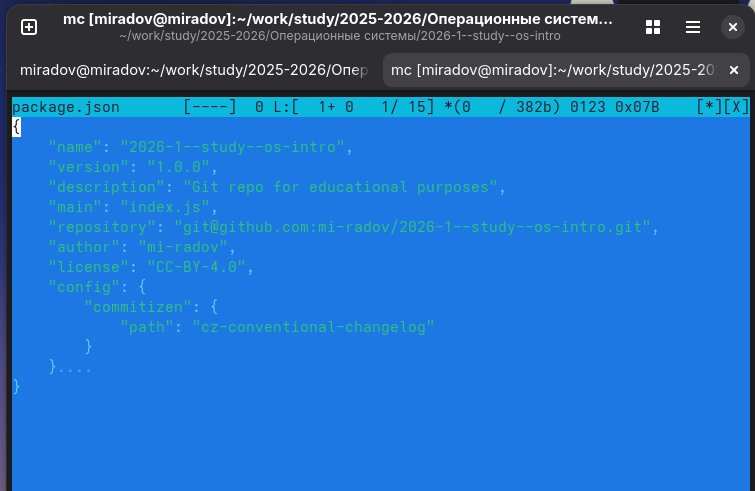 mc [miradov@miradov]:~/work/study/2025-2026/Операционные систем...
~/work/study/2025-2026/Операционные системы/2026-1--study--os-intro
miradov@miradov:~/work/study/2025-2026/Опер
mc [miradov@miradov]:~/work/study/2025-20
package.json       [----]  0 L:[  1+ 0   1/ 15] *(0   / 382b) 0123 0x07B    [*][X]
{
    "name": "2026-1--study--os-intro",
    "version": "1.0.0",
    "description": "Git repo for educational purposes",
    "main": "index.js",
    "repository": "git@github.com:mi-radov/2026-1--study--os-intro.git",
    "author": "mi-radov",
    "license": "CC-BY-4.0",
    "config": {
        "commitizen": {
            "path": "cz-conventional-changelog"
        }
    }....
}